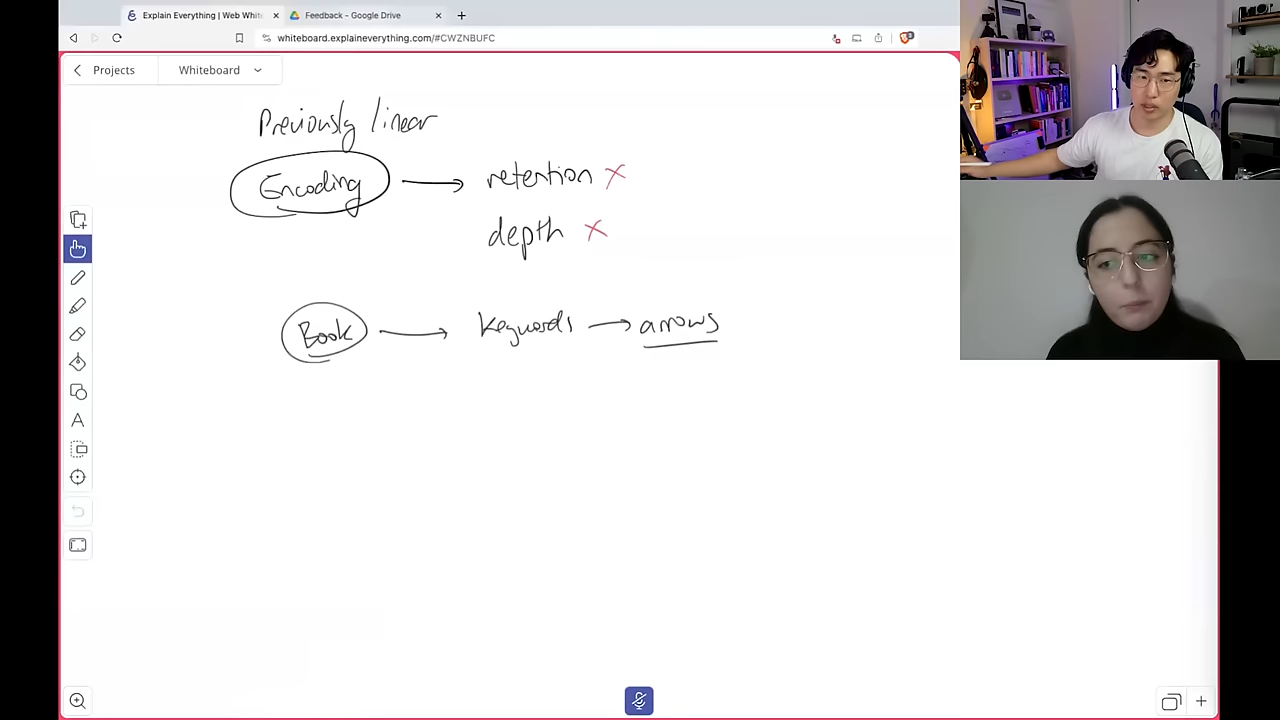 Explain Everything | Web Whit
Feedback - Google Drive
whiteboard.explaineverything.com/#CWZNBUFC
Projects
Whiteboard
Previously linear
Encoding → retention x
depth x
Book → keywords → arrows